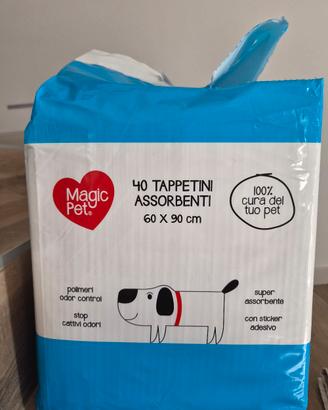 Magic
Pet®
40 TAPPETINI
ASSORBENTI
60 X 90 cm
100%
cura del
tuo pet
polimeri
odor control
stop
cattivi odori
super
assorbente
con sticker
adesivo